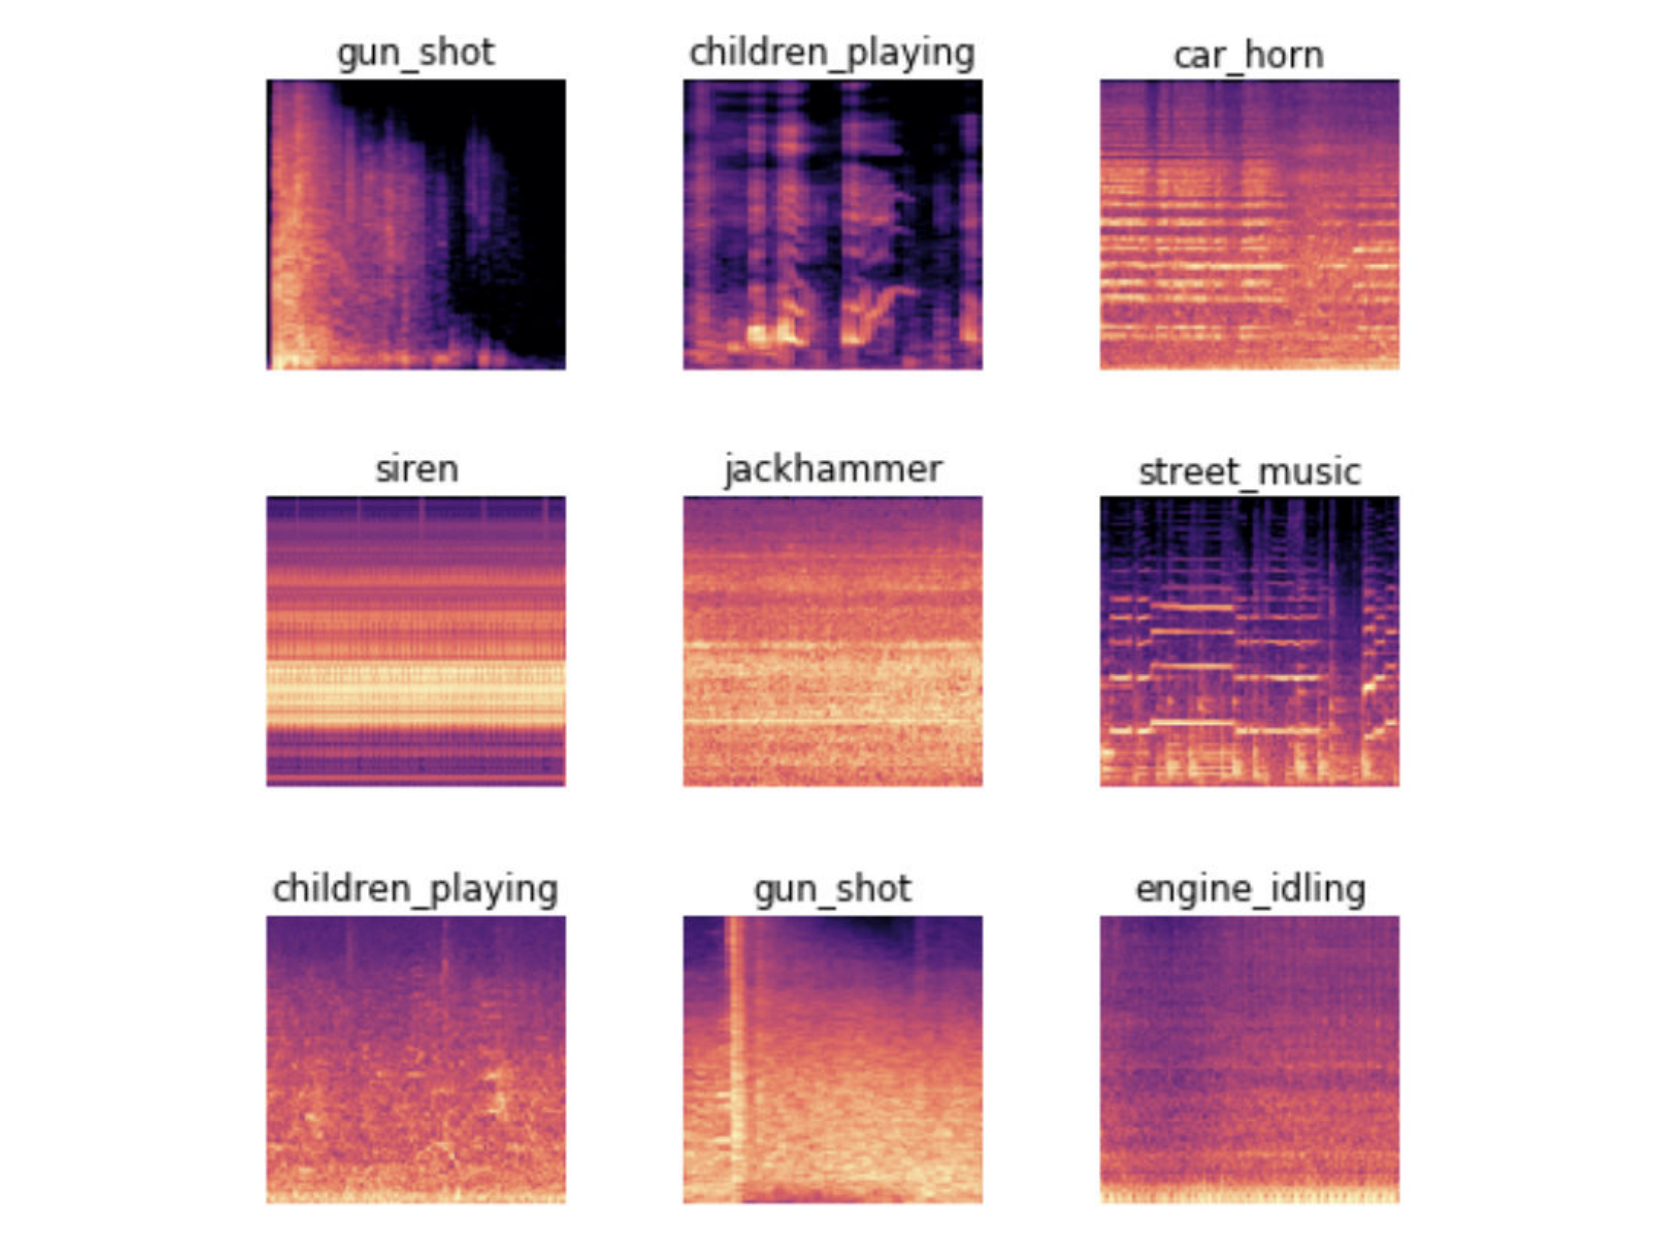 gun_shot
children_playing
car_horn
siren
jackhammer
street_music
children_playing
gun_shot
engine_idling